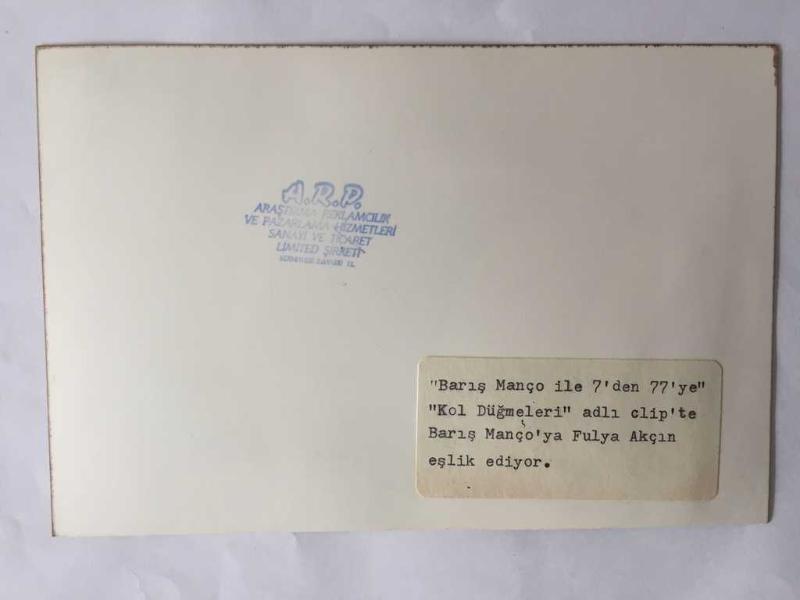 A.R.P.
ARAŞTIRMA REKLAMCILIK
VE PAZARLAMA HİZMETLERİ
SANAYİ VE TİCARET
LİMİTED ŞİRKETİ
"Barış Manço ile 7'den 77'ye"
"Kol Düğmeleri" adlı clip'te
Barış Manço'ya Fulya Akçın
eşlik ediyor.